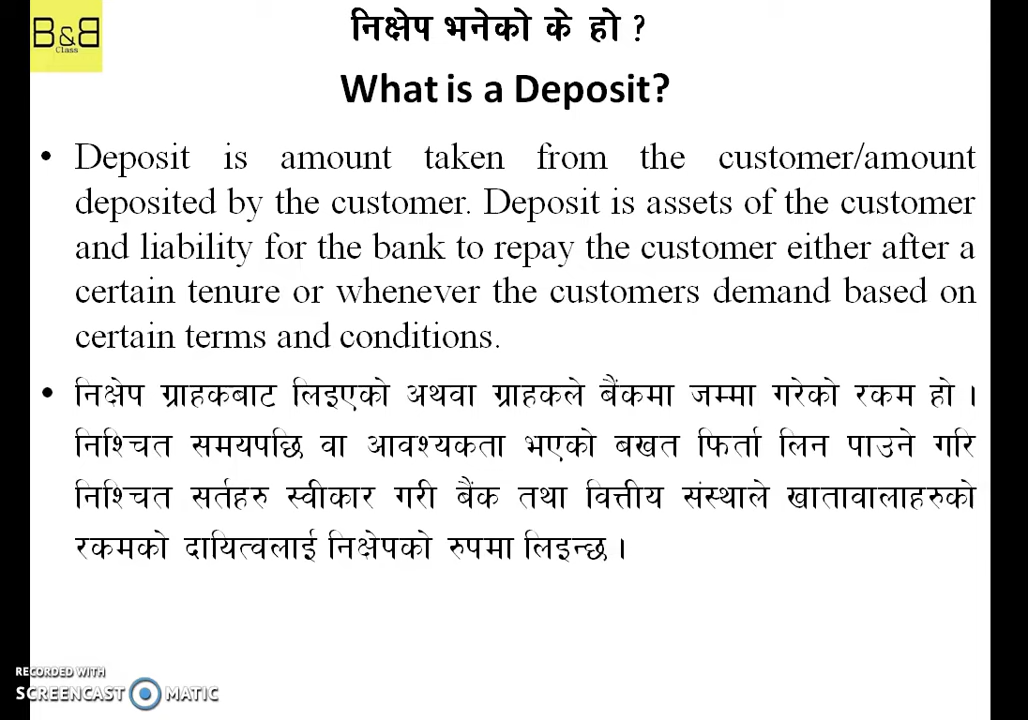 B&B
Class
निक्षेप भनेको के हो ?
What is a Deposit?
• Deposit is amount taken from the customer/amount
deposited by the customer. Deposit is assets of the customer
and liability for the bank to repay the customer either after a
certain tenure or whenever the customers demand based on
certain terms and conditions.
• निक्षेप ग्राहकबाट लिइएको अथवा ग्राहकले बैंकमा जम्मा गरेको रकम हो ।
निश्चित समयपछि वा आवश्यकता भएको बखत फिर्ता लिन पाउने गरि
निश्चित सर्तहरु स्वीकार गरी बैंक तथा वित्तीय संस्थाले खातावालाहरुको
रकमको दायित्वलाई निक्षेपको रुपमा लिइन्छ ।
RECORDED WITH
SCREENCAST MATIC